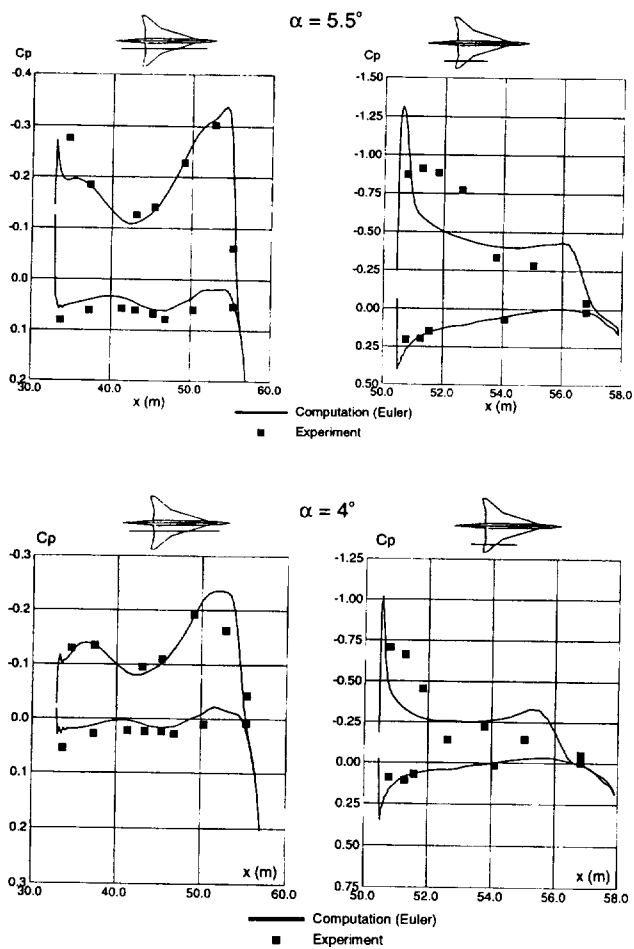 α = 5.5°
Cp
-0.4
-0.3
-0.2
-0.1
0.0
0.1
0.2
30.0 40.0 50.0 60.0
x (m)
Cp
-1.50
-1.25
-1.00
-0.75
-0.50
-0.25
0.00
0.25
0.50
50.0 52.0 54.0 56.0 58.0
x (m)
Computation (Euler)
Experiment
α = 4°
Cp
-0.3
-0.2
-0.1
0.0
0.1
0.2
0.3
30.0 40.0 50.0 60.0
x (m)
Cp
-1.25
-1.00
-0.75
-0.50
-0.25
0.00
0.25
0.50
0.75
50.0 52.0 54.0 56.0 58.0
x (m)
Computation (Euler)
Experiment